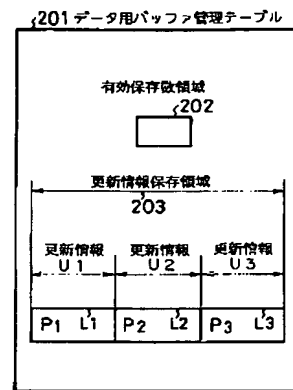 201 データ用バッファ管理テーブル
有効保存数領域
202
更新情報保存領域
203
更新情報 更新情報 更新情報
U1 U2 U3
P1 L1 P2 L2 P3 L3